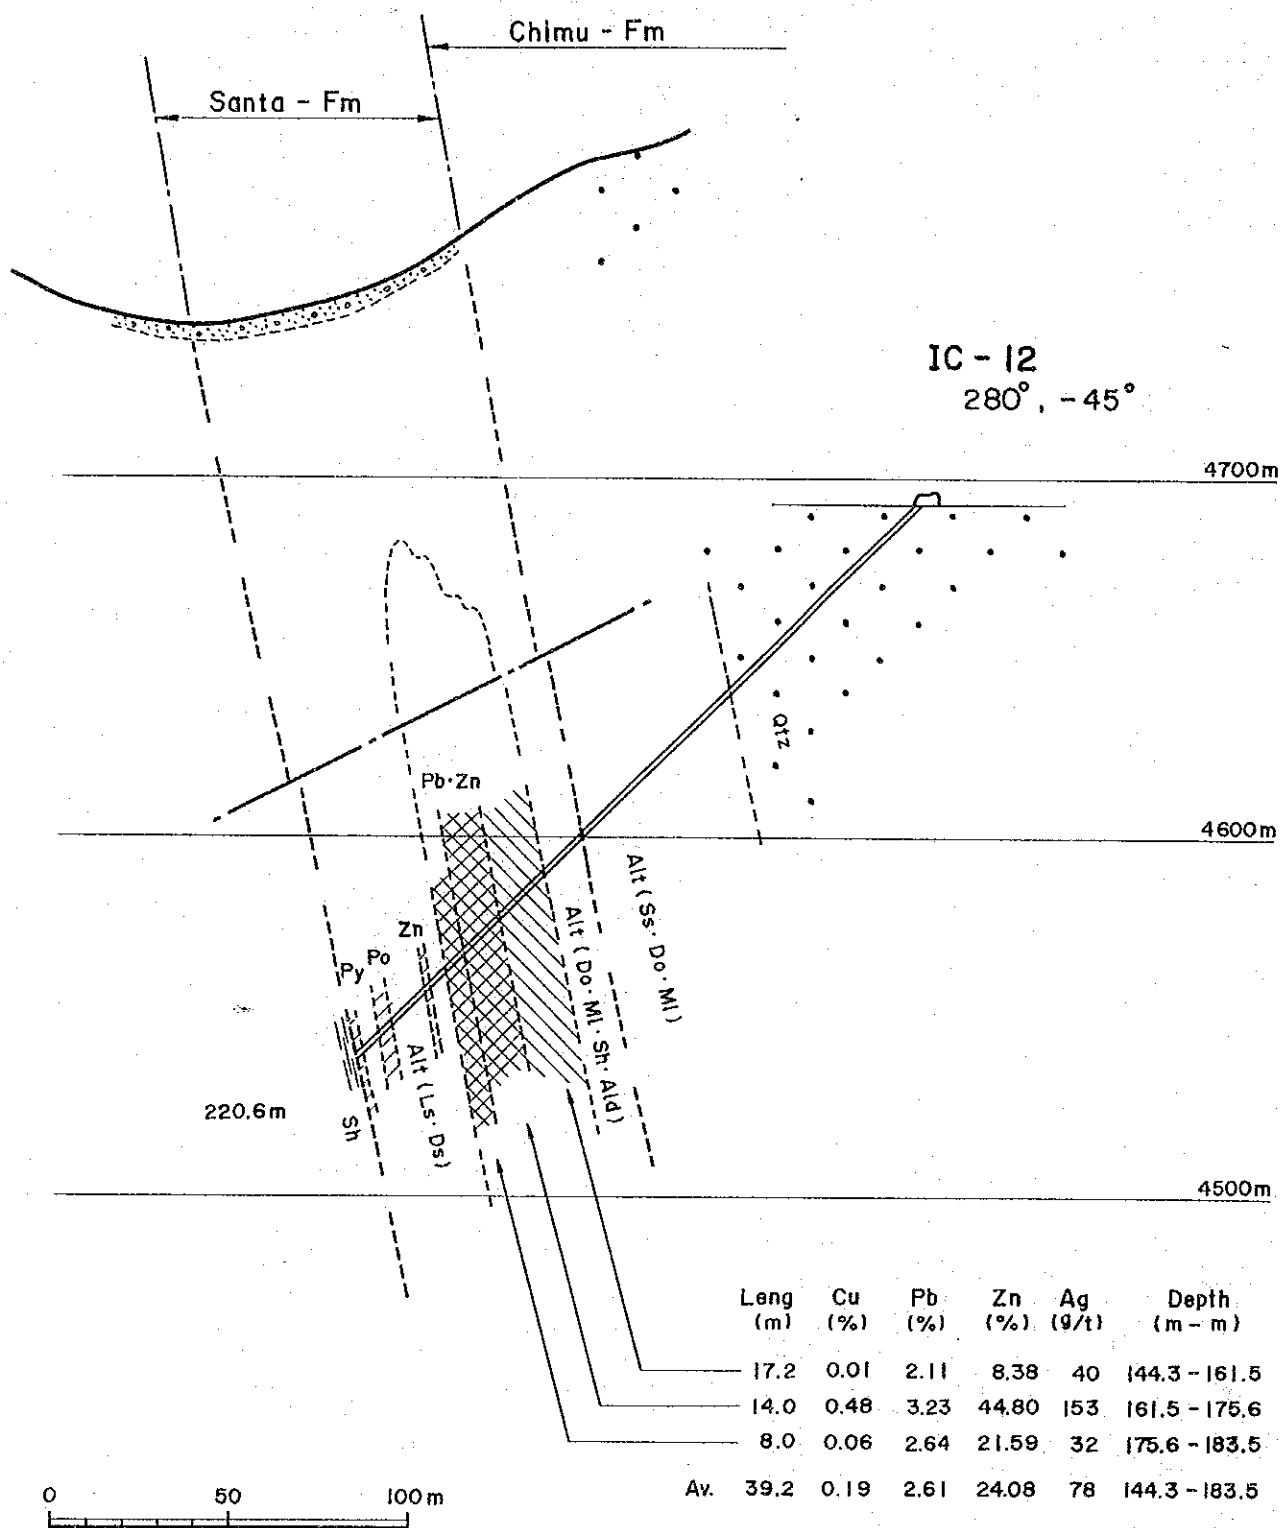 Chimu - Fm
Santa - Fm
IC - 12
280°, -45°
4700m
Qtz
Pb·Zn
4600m
Alt (Ss·Do·Ml)
Alt (Do·Ml·Sh·Ald)
Zn
Po
Py
Alt (Ls·Ds)
220.6m
Sh
4500m
Leng Cu Pb Zn Ag Depth
(m) (%) (%) (%) (g/t) (m - m)
17.2 0.01 2.11 8.38 40 144.3 - 161.5
14.0 0.48 3.23 44.80 153 161.5 - 175.6
8.0 0.06 2.64 21.59 32 175.6 - 183.5
Av. 39.2 0.19 2.61 24.08 78 144.3 - 183.5
0 50 100m